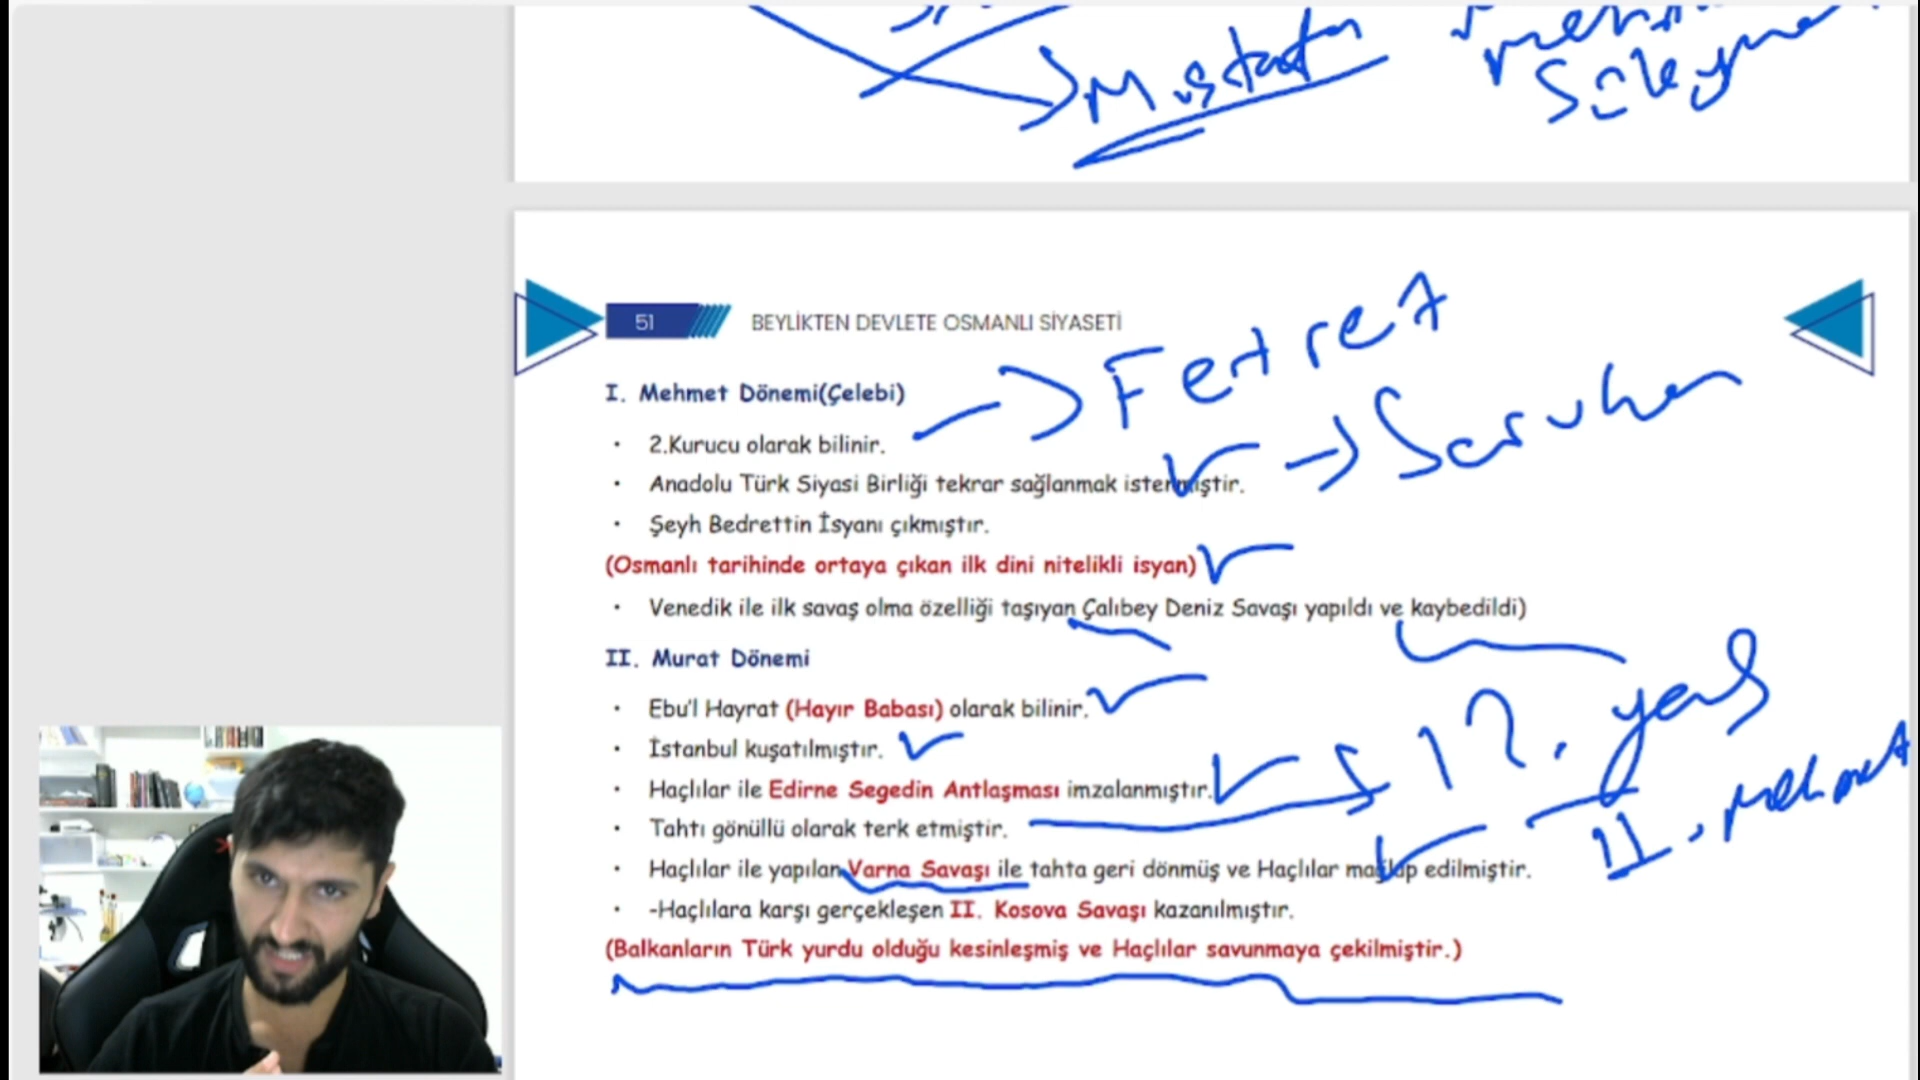 Mustafa
Süleyma
51 BEYLİKTEN DEVLETE OSMANLI SİYASETİ
Fetret
I. Mehmet Dönemi(Çelebi)
Saruhan
• 2.Kurucu olarak bilinir.
• Anadolu Türk Siyasi Birliği tekrar sağlanmak istenmiştir.
• Şeyh Bedrettin İsyanı çıkmıştır.
(Osmanlı tarihinde ortaya çıkan ilk dini nitelikli isyan)
• Venedik ile ilk savaş olma özelliği taşıyan Çalıbey Deniz Savaşı yapıldı ve kaybedildi)
II. Murat Dönemi
• Ebu'l Hayrat (Hayır Babası) olarak bilinir.
• İstanbul kuşatılmıştır.
12. yaş
• Haçlılar ile Edirne Segedin Antlaşması imzalanmıştır.
II. Mehmet
• Tahtı gönüllü olarak terk etmiştir.
• Haçlılar ile yapılan Varna Savaşı ile tahta geri dönmüş ve Haçlılar mağlup edilmiştir.
• -Haçlılara karşı gerçekleşen II. Kosova Savaşı kazanılmıştır.
(Balkanların Türk yurdu olduğu kesinleşmiş ve Haçlılar savunmaya çekilmiştir.)